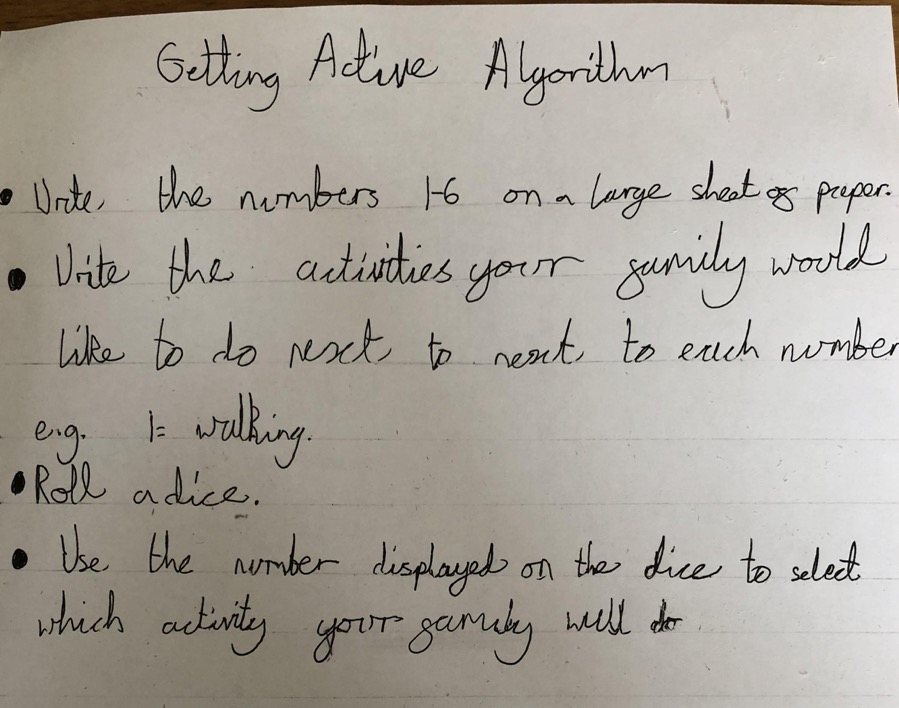 Getting Active Algorithm
• Write the numbers 1-6 on a large sheet of paper.
• Write the activities your family would
like to do next to next to each number
e.g. 1= walking.
• Roll a dice.
• Use the number displayed on the dice to select
which activity your family will do